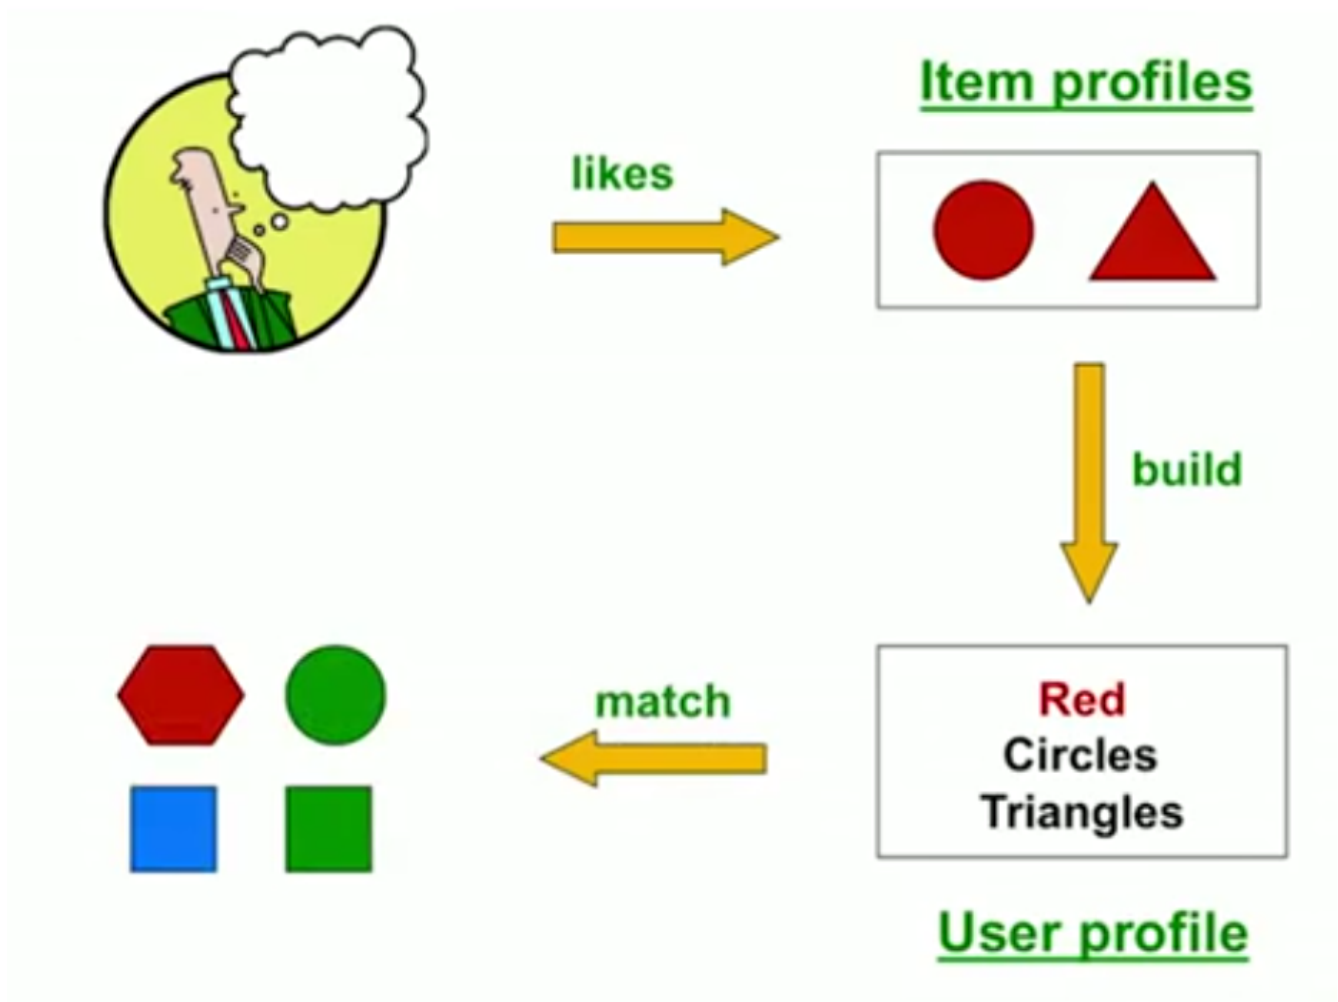 Item profiles
likes
build
match
Red
Circles
Triangles
User profile